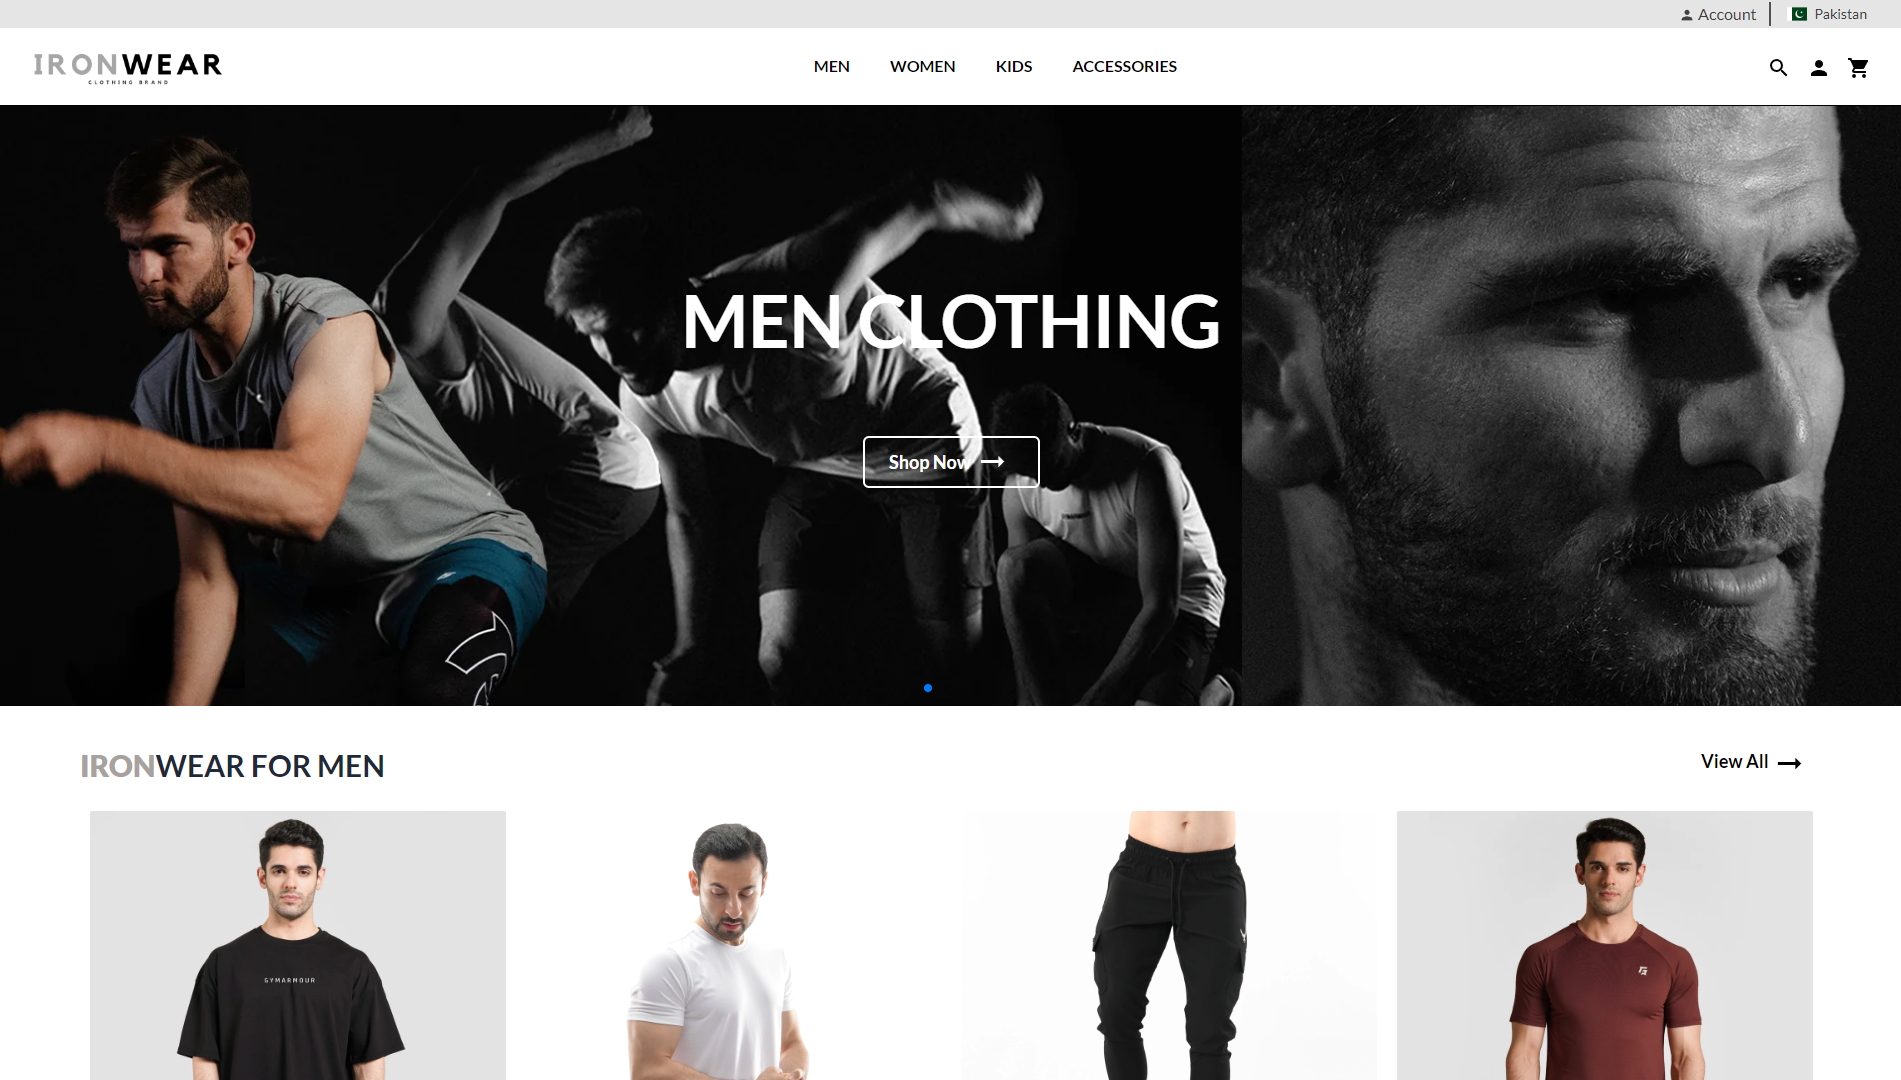 Account
Pakistan
IRONWEAR
CLOTHING BRAND
MEN WOMEN KIDS ACCESSORIES
MEN CLOTHING
Shop Now
IRONWEAR FOR MEN
View All
GYMARMOUR